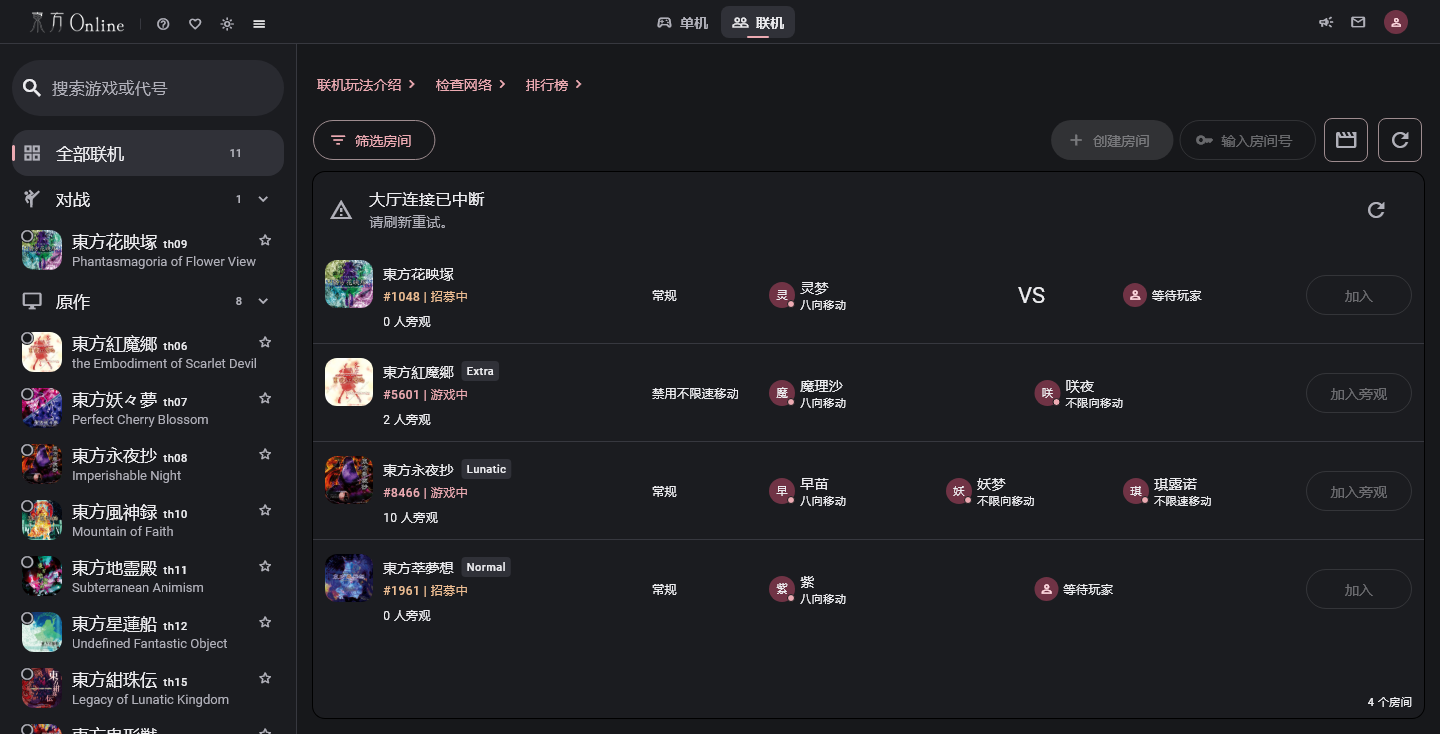 東方Online
单机
联机
搜索游戏或代号
全部联机 11
对战 1
東方花映塚 th09
Phantasmagoria of Flower View
原作 8
東方紅魔郷 th06
the Embodiment of Scarlet Devil
東方妖々夢 th07
Perfect Cherry Blossom
東方永夜抄 th08
Imperishable Night
東方風神録 th10
Mountain of Faith
東方地霊殿 th11
Subterranean Animism
東方星蓮船 th12
Undefined Fantastic Object
東方紺珠伝 th15
Legacy of Lunatic Kingdom
联机玩法介绍
检查网络
排行榜
筛选房间
创建房间
输入房间号
大厅连接已中断
请刷新重试。
東方花映塚
#1048 | 招募中
0 人旁观
常规
灵 灵梦
八向移动
VS
等待玩家
加入
東方紅魔郷 Extra
#5601 | 游戏中
2 人旁观
禁用不限速移动
魔 魔理沙
八向移动
咲 咲夜
不限向移动
加入旁观
東方永夜抄 Lunatic
#8466 | 游戏中
10 人旁观
常规
早 早苗
八向移动
妖 妖梦
不限向移动
琪 琪露诺
不限速移动
加入旁观
東方莘夢想 Normal
#1961 | 招募中
0 人旁观
常规
紫 紫
八向移动
等待玩家
加入
4 个房间